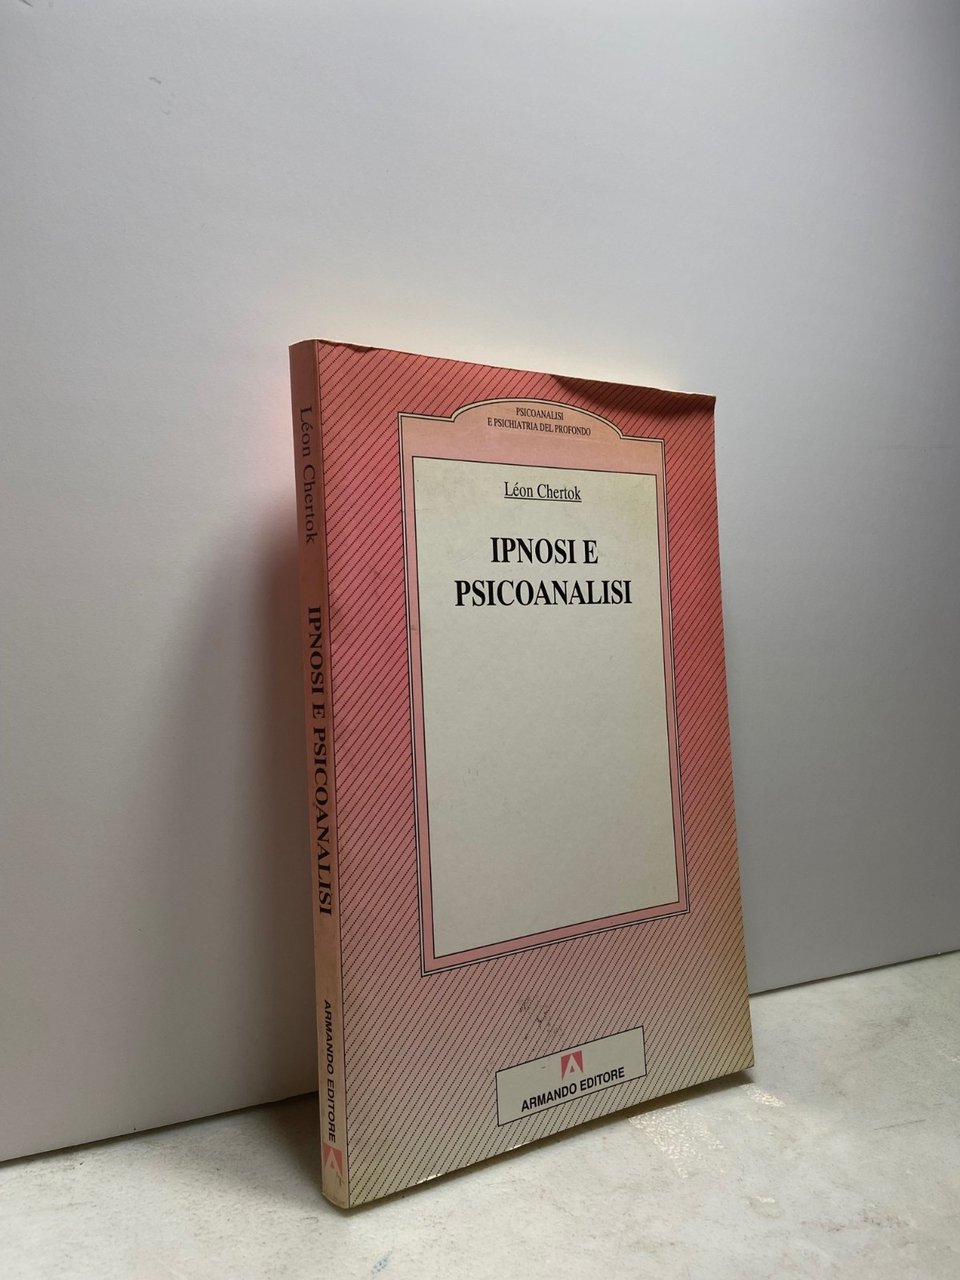 PSICOANALISI
E PSICHIATRIA DEL PROFONDO
Léon Chertok
IPNOSI E
PSICOANALISI
ARMANDO EDITORE
Léon Chertok
IPNOSI E PSICOANALISI
ARMANDO EDITORE